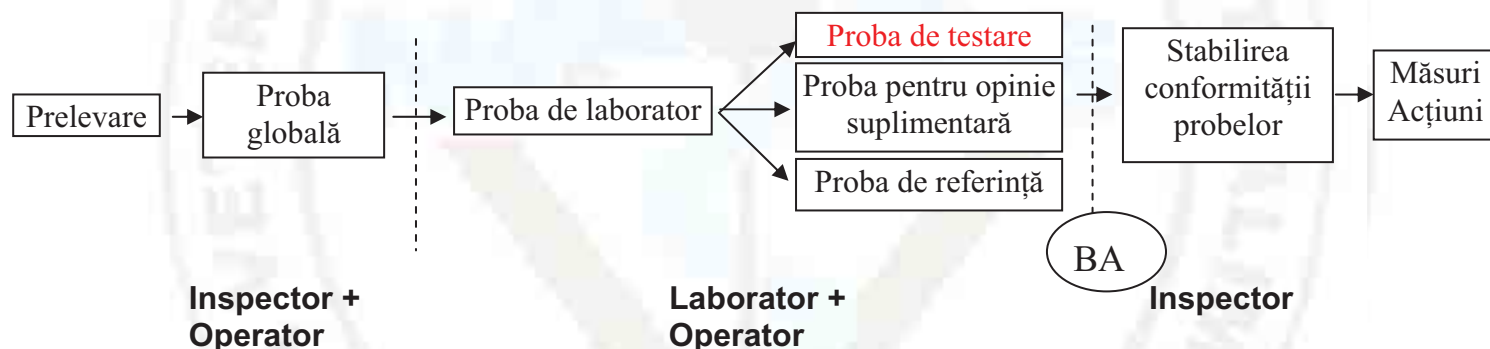 Prelevare
Proba
globală
Proba de laborator
Proba de testare
Proba pentru opinie
suplimentară
Proba de referință
BA
Stabilirea
conformității
probelor
Măsuri
Acțiuni
Inspector +
Operator
Laborator +
Operator
Inspector